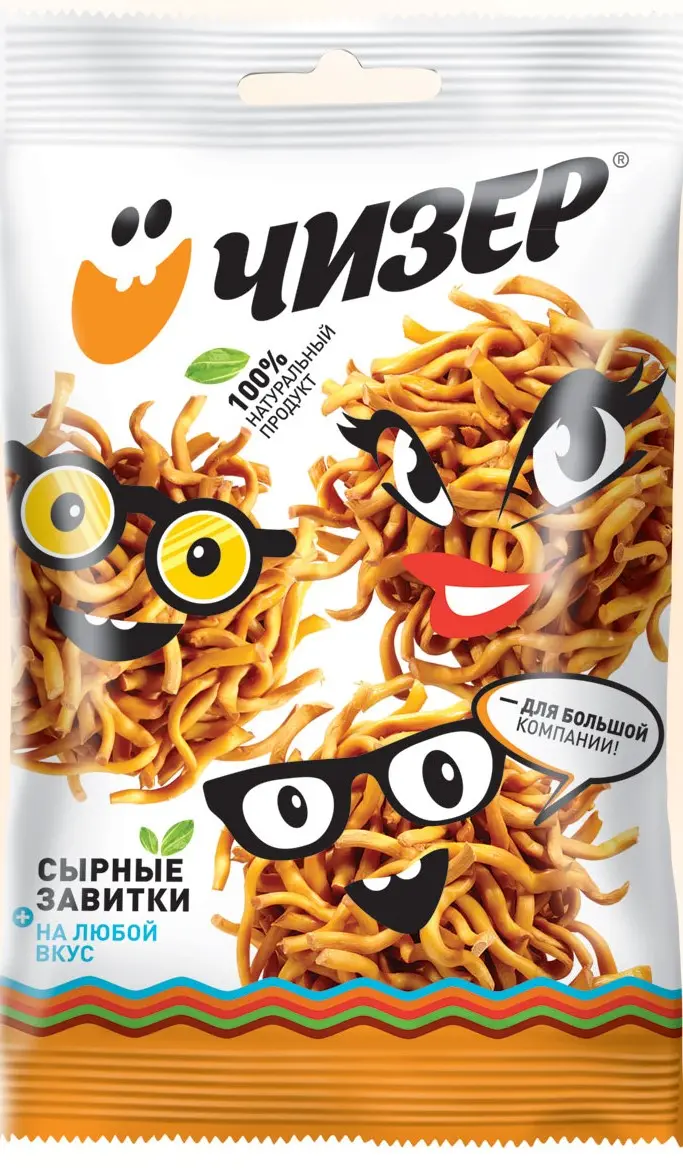 ЧИЗЕР®
100%
НАТУРАЛЬНЫЙ
ПРОДУКТ
— ДЛЯ БОЛЬШОЙ
КОМПАНИИ!
СЫРНЫЕ
ЗАВИТКИ
+ НА ЛЮБОЙ
ВКУС